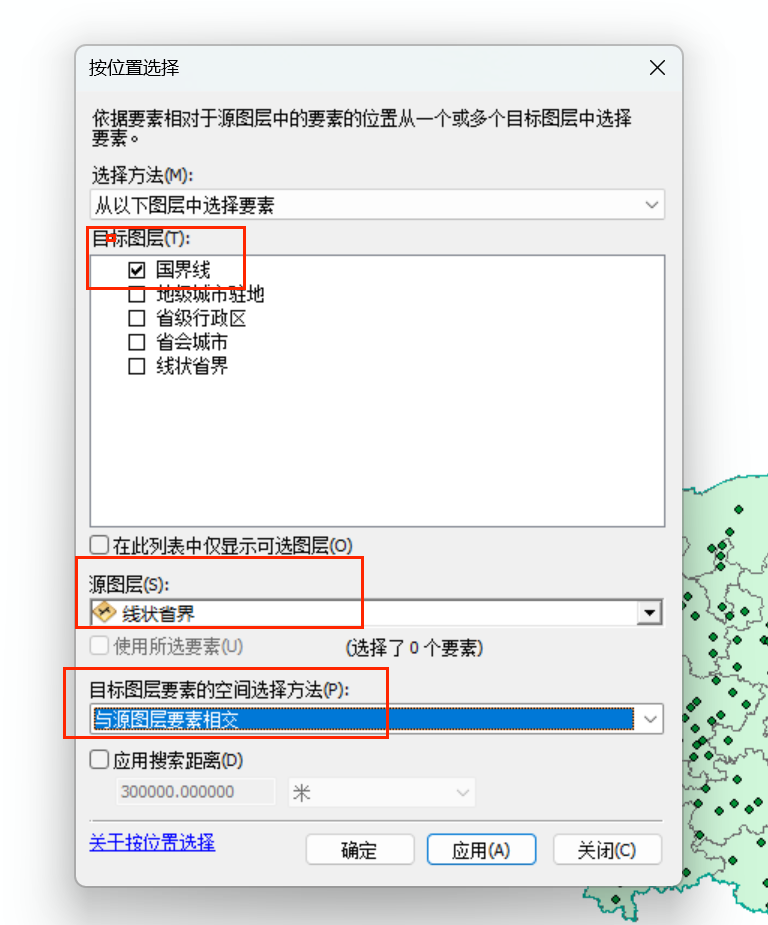 按位置选择
依据要素相对于源图层中的要素的位置从一个或多个目标图层中选择
要素。
选择方法(M):
从以下图层中选择要素
目标图层(T):
国界线
地级城市驻地
省级行政区
省会城市
线状省界
在此列表中仅显示可选图层(O)
源图层(S):
线状省界
使用所选要素(U) (选择了 0 个要素)
目标图层要素的空间选择方法(P):
与源图层要素相交
应用搜索距离(D)
300000.000000 米
关于按位置选择 确定 应用(A) 关闭(C)